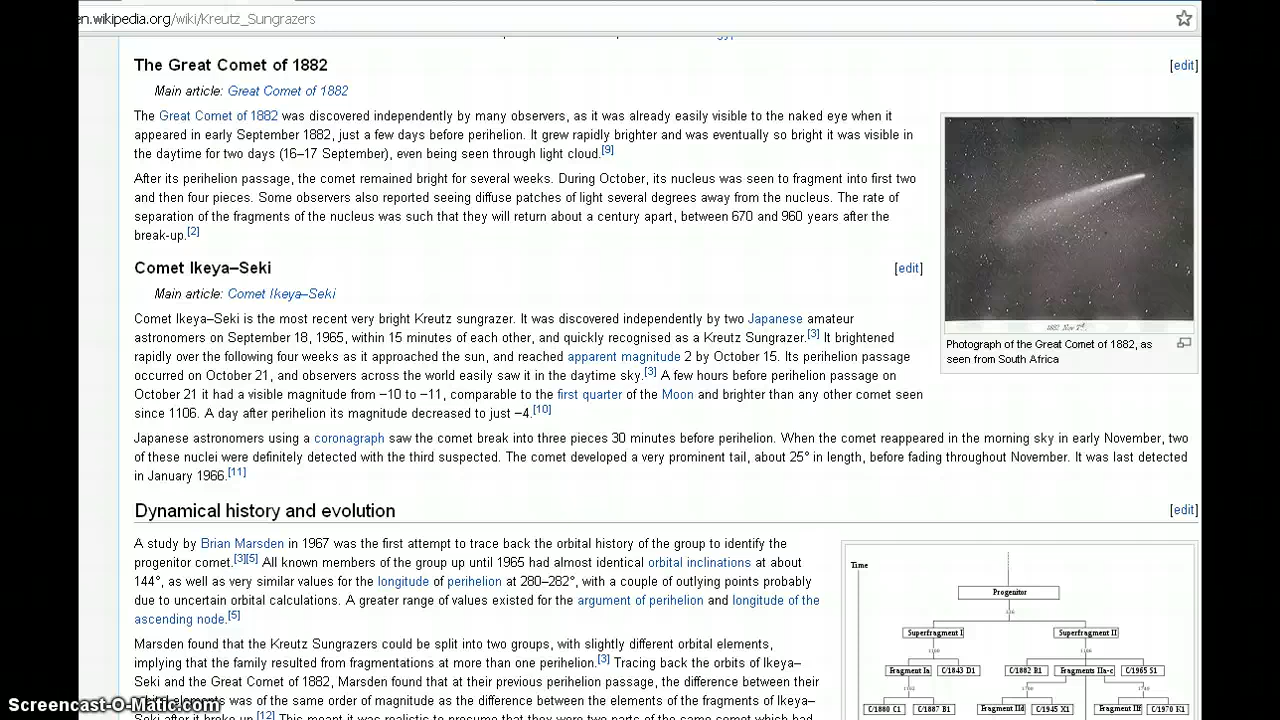 en.wikipedia.org/wiki/Kreutz_Sungrazers
The Great Comet of 1882
[edit]
Main article: Great Comet of 1882
The Great Comet of 1882 was discovered independently by many observers, as it was already easily visible to the naked eye when it
appeared in early September 1882, just a few days before perihelion. It grew rapidly brighter and was eventually so bright it was visible in
the daytime for two days (16–17 September), even being seen through light cloud.[9]
After its perihelion passage, the comet remained bright for several weeks. During October, its nucleus was seen to fragment into first two
and then four pieces. Some observers also reported seeing diffuse patches of light several degrees away from the nucleus. The rate of
separation of the fragments of the nucleus was such that they will return about a century apart, between 670 and 960 years after the
break-up.[2]
Photograph of the Great Comet of 1882, as
seen from South Africa
Comet Ikeya–Seki
[edit]
Main article: Comet Ikeya–Seki
Comet Ikeya–Seki is the most recent very bright Kreutz sungrazer. It was discovered independently by two Japanese amateur
astronomers on September 18, 1965, within 15 minutes of each other, and quickly recognised as a Kreutz Sungrazer.[3] It brightened
rapidly over the following four weeks as it approached the sun, and reached apparent magnitude 2 by October 15. Its perihelion passage
occurred on October 21, and observers across the world easily saw it in the daytime sky.[3] A few hours before perihelion passage on
October 21 it had a visible magnitude from −10 to −11, comparable to the first quarter of the Moon and brighter than any other comet seen
since 1106. A day after perihelion its magnitude decreased to just −4.[10]
Japanese astronomers using a coronagraph saw the comet break into three pieces 30 minutes before perihelion. When the comet reappeared in the morning sky in early November, two
of these nuclei were definitely detected with the third suspected. The comet developed a very prominent tail, about 25° in length, before fading throughout November. It was last detected
in January 1966.[11]
Dynamical history and evolution
[edit]
A study by Brian Marsden in 1967 was the first attempt to trace back the orbital history of the group to identify the
progenitor comet.[3][5] All known members of the group up until 1965 had almost identical orbital inclinations at about
144°, as well as very similar values for the longitude of perihelion at 280–282°, with a couple of outlying points probably
due to uncertain orbital calculations. A greater range of values existed for the argument of perihelion and longitude of the
ascending node.[5]
Marsden found that the Kreutz Sungrazers could be split into two groups, with slightly different orbital elements,
implying that the family resulted from fragmentations at more than one perihelion.[3] Tracing back the orbits of Ikeya–
Seki and the Great Comet of 1882, Marsden found that at their previous perihelion passage, the difference between their
was of the same order of magnitude as the difference between the elements of the fragments of Ikeya–
Seki after it broke up.[12] This meant it was realistic to presume that they were two parts of the same comet which had
Time
Progenitor
Superfragment I
Superfragment II
1106
1106
Fragment Ia
C/1843 D1
C/1882 R1
Fragments IIa-c
C/1965 S1
C/1880 C1
C/1887 B1
Fragment IId
C/1945 X1
Fragment IIf
C/1970 K1
Screencast-O-Matic.com